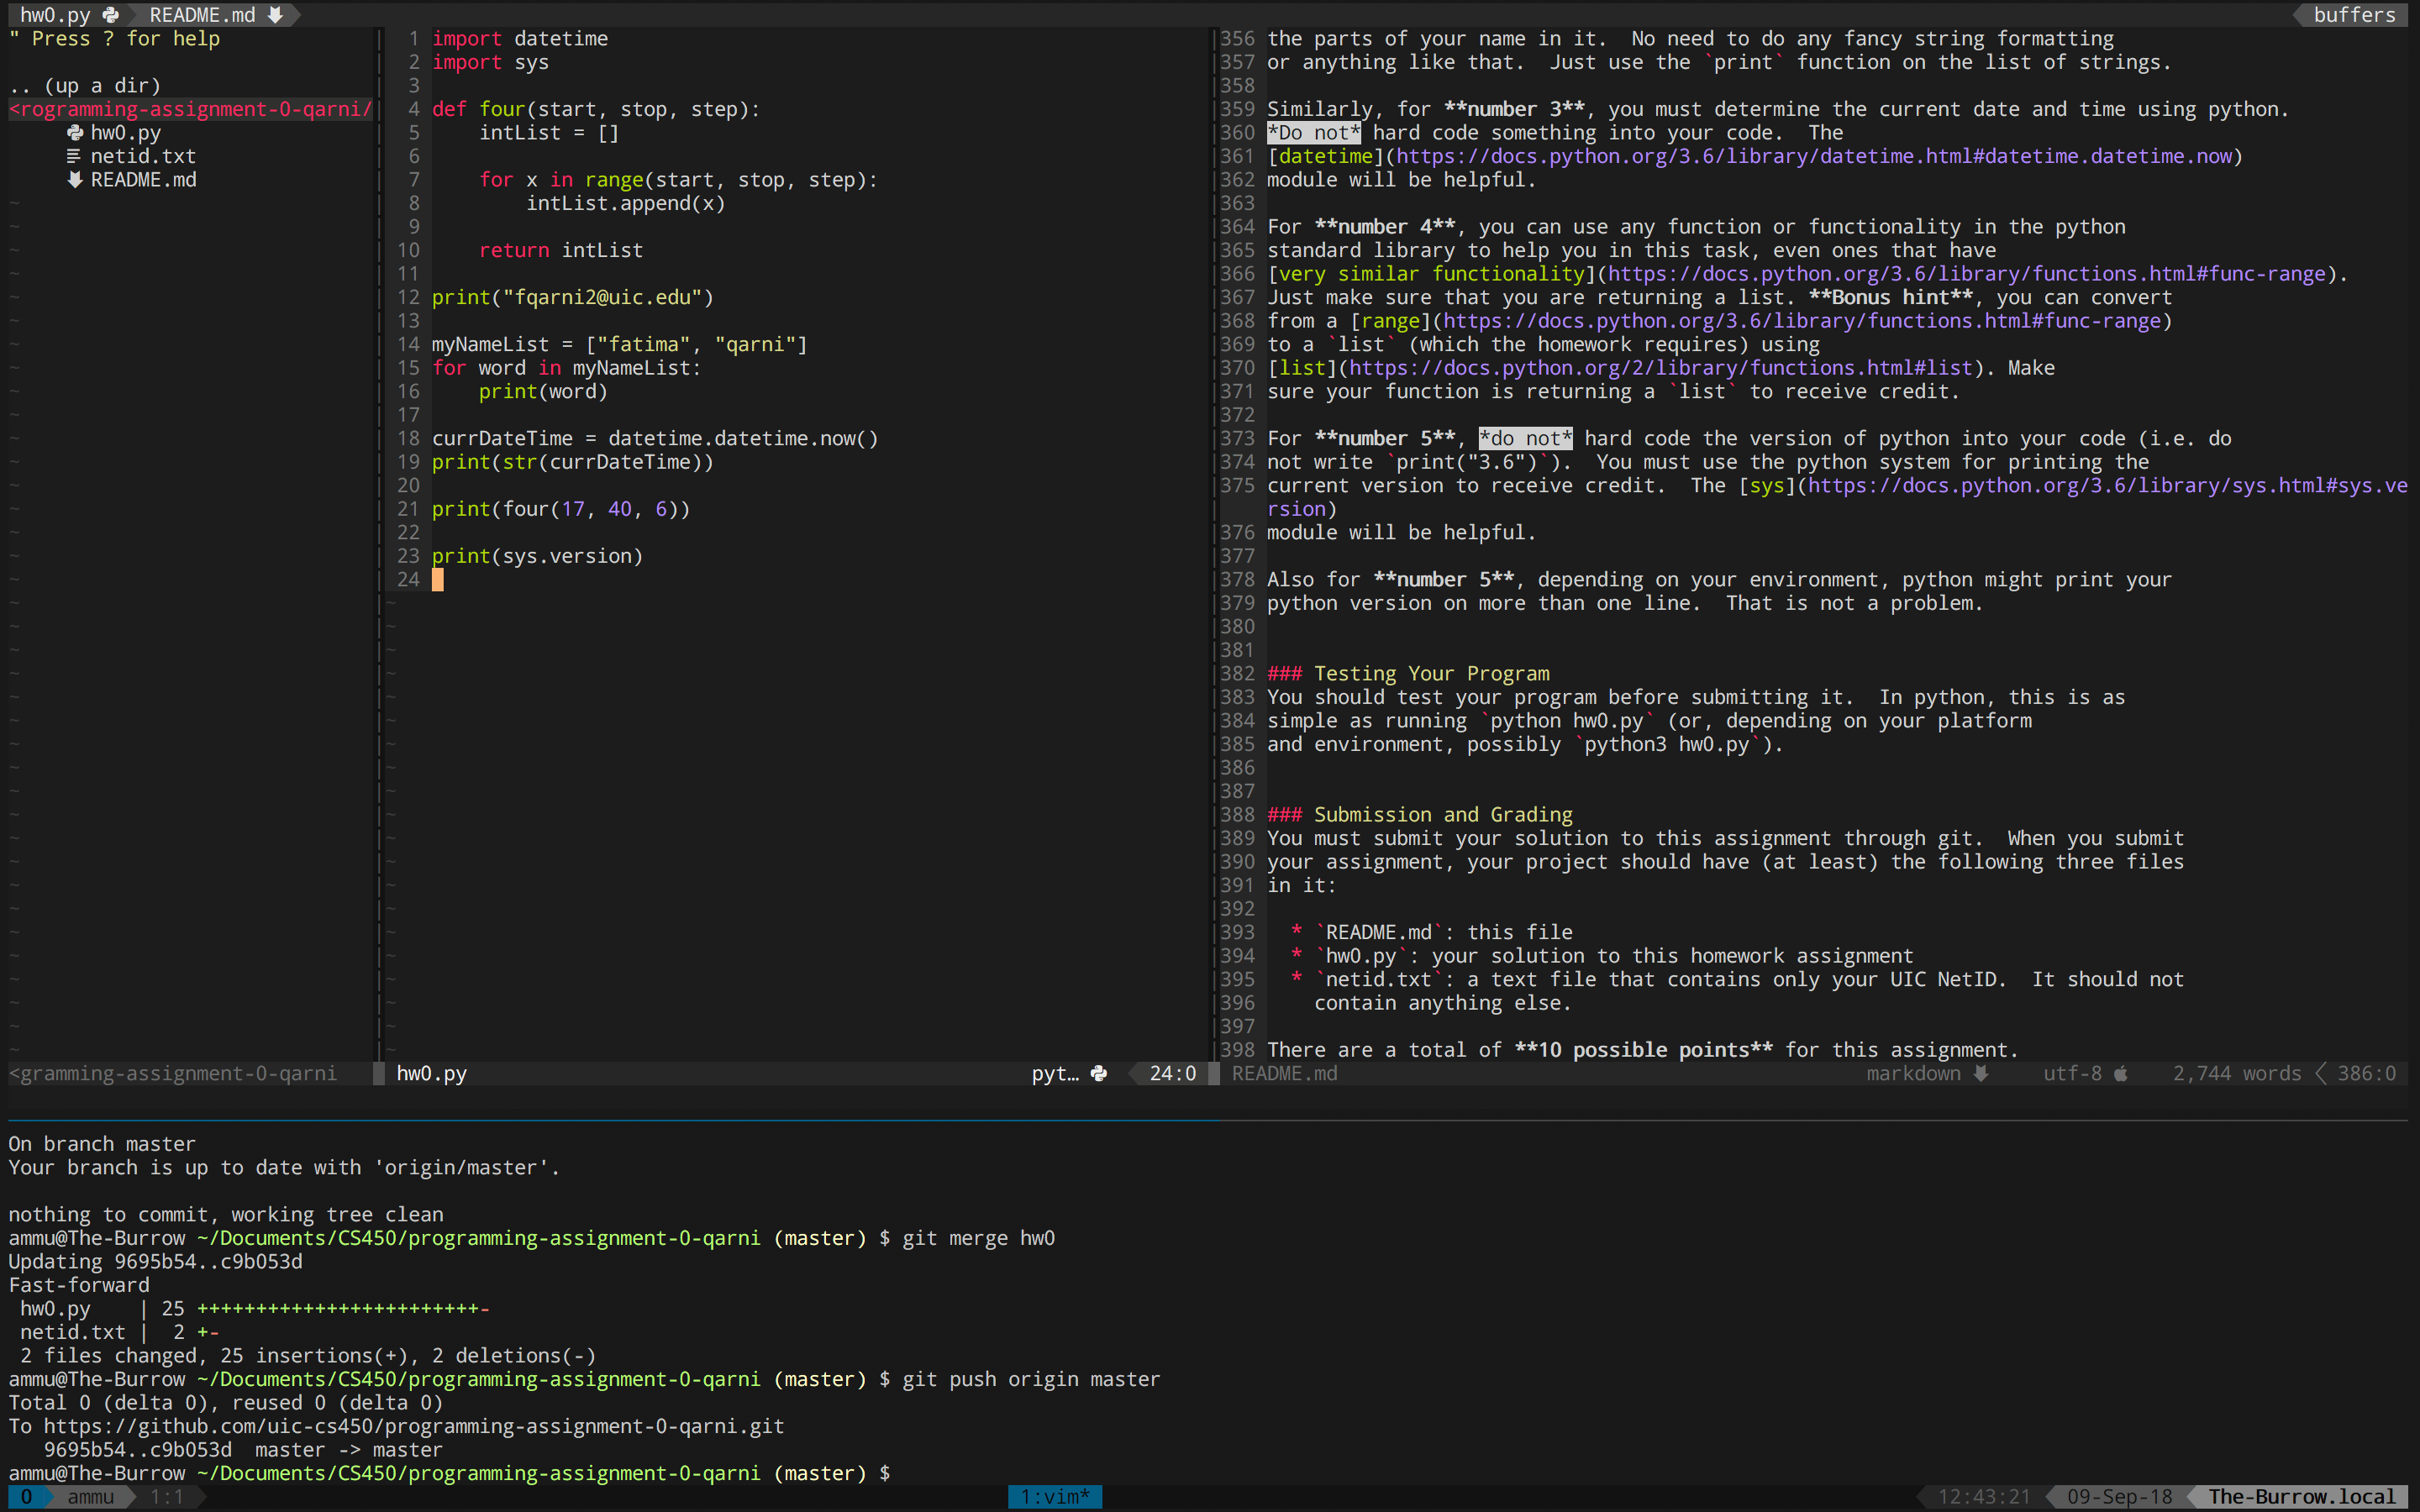 hw0.py README.md buffers
" Press ? for help
.. (up a dir)
<rogramming-assignment-0-qarni/
hw0.py
netid.txt
README.md
~
<gramming-assignment-0-qarni
1 import datetime
2 import sys
3
4 def four(start, stop, step):
5     intList = []
6
7     for x in range(start, stop, step):
8         intList.append(x)
9
10     return intList
11
12 print("fqarni2@uic.edu")
13
14 myNameList = ["fatima", "qarni"]
15 for word in myNameList:
16     print(word)
17
18 currDateTime = datetime.datetime.now()
19 print(str(currDateTime))
20
21 print(four(17, 40, 6))
22
23 print(sys.version)
24
hw0.py pyt… 24:0
356 the parts of your name in it.  No need to do any fancy string formatting
357 or anything like that.  Just use the `print` function on the list of strings.
358
359 Similarly, for **number 3**, you must determine the current date and time using python.
360 *Do not* hard code something into your code.  The
361 [datetime](https://docs.python.org/3.6/library/datetime.html#datetime.datetime.now)
362 module will be helpful.
363
364 For **number 4**, you can use any function or functionality in the python
365 standard library to help you in this task, even ones that have
366 [very similar functionality](https://docs.python.org/3.6/library/functions.html#func-range).
367 Just make sure that you are returning a list. **Bonus hint**, you can convert
368 from a [range](https://docs.python.org/3.6/library/functions.html#func-range)
369 to a `list` (which the homework requires) using
370 [list](https://docs.python.org/2/library/functions.html#list). Make
371 sure your function is returning a `list` to receive credit.
372
373 For **number 5**, *do not* hard code the version of python into your code (i.e. do
374 not write `print("3.6")`).  You must use the python system for printing the
375 current version to receive credit.  The [sys](https://docs.python.org/3.6/library/sys.html#sys.ve
rsion)
376 module will be helpful.
377
378 Also for **number 5**, depending on your environment, python might print your
379 python version on more than one line.  That is not a problem.
380
381
382 ### Testing Your Program
383 You should test your program before submitting it.  In python, this is as
384 simple as running `python hw0.py` (or, depending on your platform
385 and environment, possibly `python3 hw0.py`).
386
387
388 ### Submission and Grading
389 You must submit your solution to this assignment through git.  When you submit
390 your assignment, your project should have (at least) the following three files
391 in it:
392
393   * `README.md`: this file
394   * `hw0.py`: your solution to this homework assignment
395   * `netid.txt`: a text file that contains only your UIC NetID.  It should not
396     contain anything else.
397
398 There are a total of **10 possible points** for this assignment.
README.md markdown utf-8 2,744 words 386:0
On branch master
Your branch is up to date with 'origin/master'.
nothing to commit, working tree clean
ammu@The-Burrow ~/Documents/CS450/programming-assignment-0-qarni (master) $ git merge hw0
Updating 9695b54..c9b053d
Fast-forward
 hw0.py    | 25 ++++++++++++++++++++++++-
 netid.txt |  2 +-
 2 files changed, 25 insertions(+), 2 deletions(-)
ammu@The-Burrow ~/Documents/CS450/programming-assignment-0-qarni (master) $ git push origin master
Total 0 (delta 0), reused 0 (delta 0)
To https://github.com/uic-cs450/programming-assignment-0-qarni.git
   9695b54..c9b053d  master -> master
ammu@The-Burrow ~/Documents/CS450/programming-assignment-0-qarni (master) $
0 ammu 1:1 1:vim* 12:43:21 09-Sep-18 The-Burrow.local